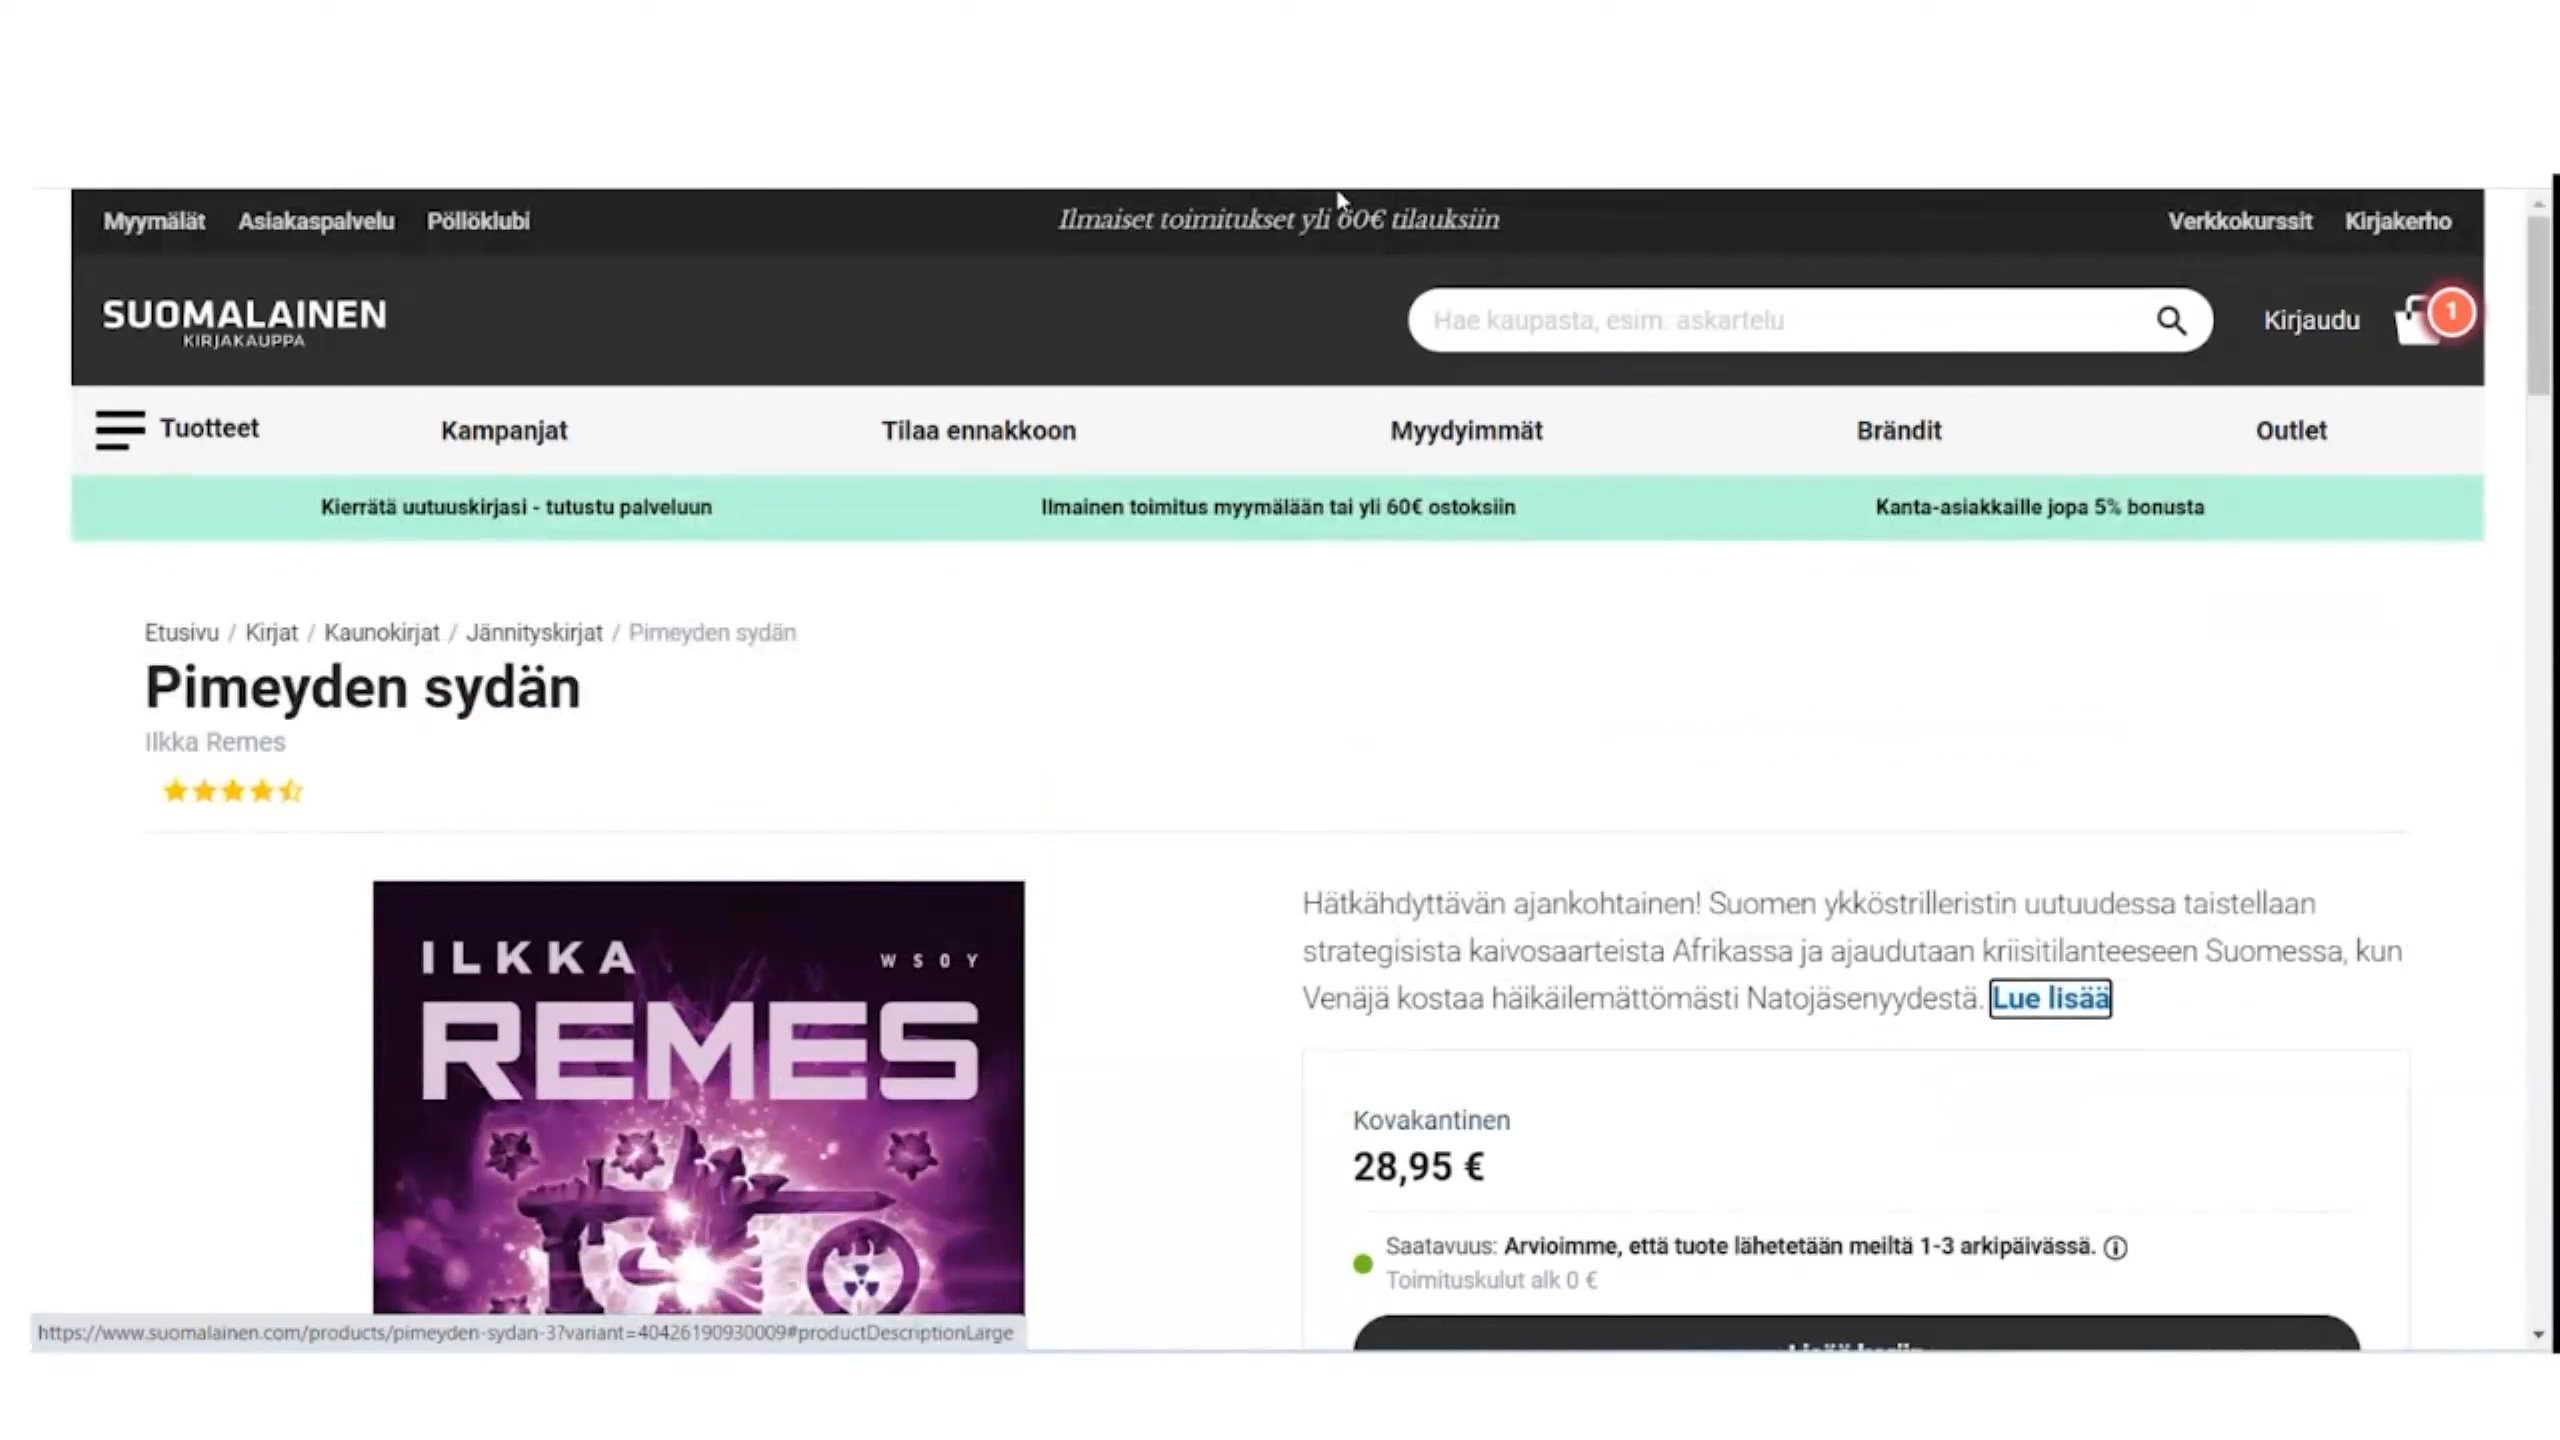 Myymälät Asiakaspalvelu Pöllöklubi Ilmaiset toimitukset yli 60€ tilauksiin Verkkokurssit Kirjakerho
SUOMALAINEN
KIRJAKAUPPA
Hae kaupasta, esim. askartelu Kirjaudu 1
Tuotteet Kampanjat Tilaa ennakkoon Myydyimmät Brändit Outlet
Kierrätä uutuuskirjasi - tutustu palveluun Ilmainen toimitus myymälään tai yli 60€ ostoksiin Kanta-asiakkaille jopa 5% bonusta
Etusivu / Kirjat / Kaunokirjat / Jännityskirjat / Pimeyden sydän
Pimeyden sydän
Ilkka Remes
ILKKA WSOY
REMES
Hätkähdyttävän ajankohtainen! Suomen ykköstrilleristin uutuudessa taistellaan
strategisista kaivosaarteista Afrikassa ja ajaudutaan kriisitilanteeseen Suomessa, kun
Venäjä kostaa häikäilemättömästi Natojäsenyydestä. Lue lisää
Kovakantinen
28,95 €
Saatavuus: Arvioimme, että tuote lähetetään meiltä 1-3 arkipäivässä.
Toimituskulut alk 0 €
https://www.suomalainen.com/products/pimeyden-sydan-3?variant=40426190930009#productDescriptionLarge